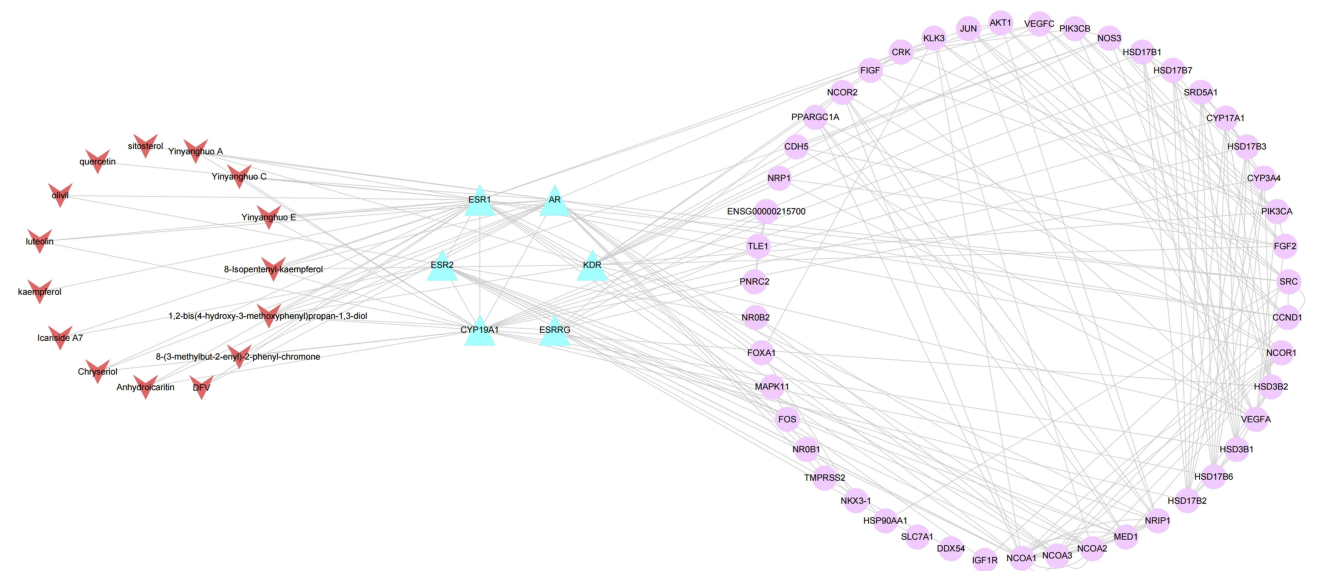 sitosterol
Yinyanghuo A
quercetin
Yinyanghuo C
olivil
Yinyanghuo E
luteolin
8-Isopentenyl-kaempferol
kaempferol
1,2-bis(4-hydroxy-3-methoxyphenyl)propan-1,3-diol
Icariside A7
8-(3-methylbut-2-enyl)-2-phenyl-chromone
Chryseriol
Anhydroicaritin
DFV
ESR1
AR
ESR2
KDR
CYP19A1
ESRRG
AKT1
VEGFC
JUN
PIK3CB
KLK3
NOS3
CRK
HSD17B1
FIGF
HSD17B7
NCOR2
SRD5A1
PPARGC1A
CYP17A1
CDH5
HSD17B3
NRP1
CYP3A4
ENSG00000215700
PIK3CA
TLE1
FGF2
PNRC2
SRC
NR0B2
CCND1
FOXA1
NCOR1
MAPK11
HSD3B2
FOS
VEGFA
NR0B1
HSD3B1
TMPRSS2
HSD17B6
NKX3-1
HSD17B2
HSP90AA1
NRIP1
SLC7A1
MED1
DDX54
NCOA2
IGF1R
NCOA1
NCOA3